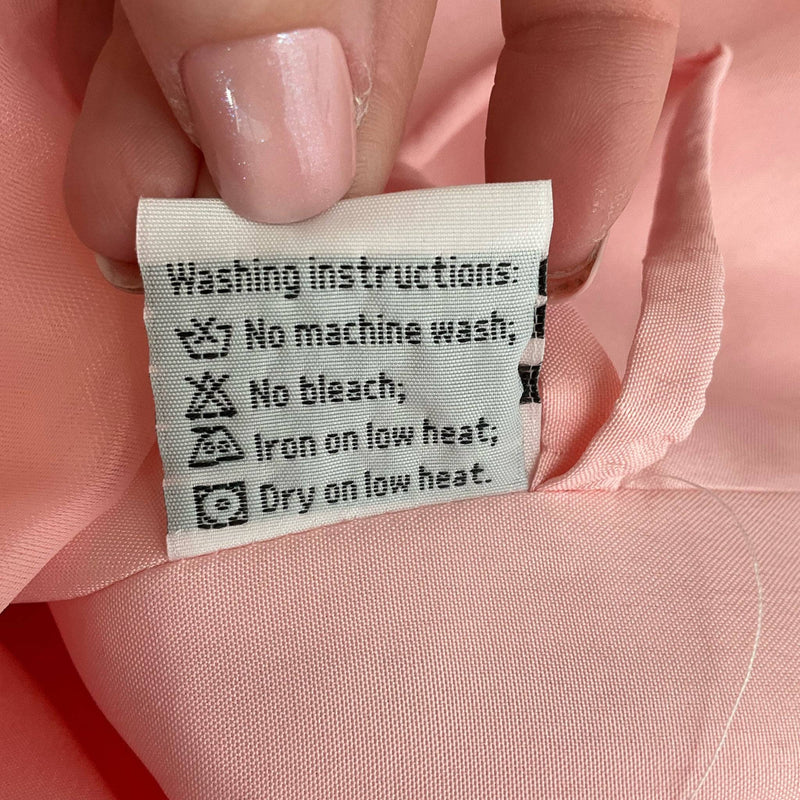 Washing instructions:
No machine wash;
No bleach;
Iron on low heat;
Dry on low heat.